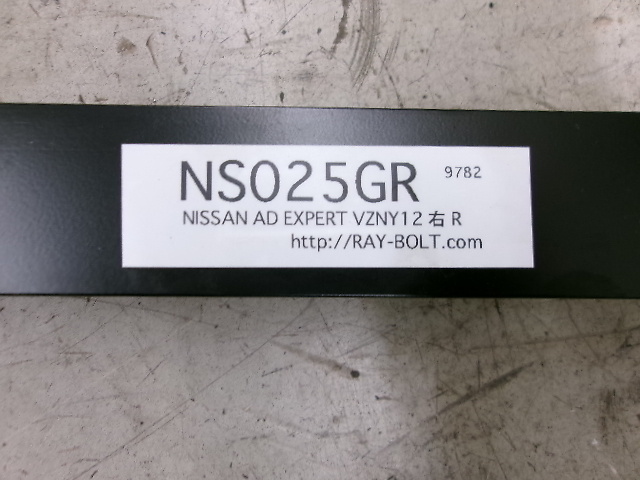 NS025GR 9782
NISSAN AD EXPERT VZNY12 右 R
http://RAY-BOLT.com